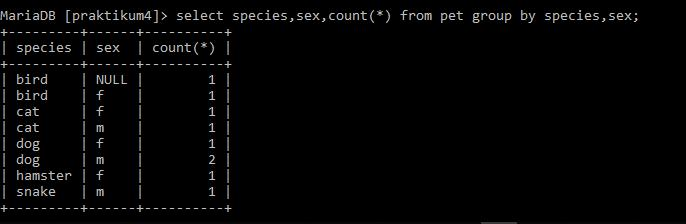 MariaDB [praktikum4]> select species,sex,count(*) from pet group by species,sex;
+---------+------+----------+
| species | sex  | count(*) |
+---------+------+----------+
| bird    | NULL |        1 |
| bird    | f    |        1 |
| cat     | f    |        1 |
| cat     | m    |        1 |
| dog     | f    |        1 |
| dog     | m    |        2 |
| hamster | f    |        1 |
| snake   | m    |        1 |
+---------+------+----------+